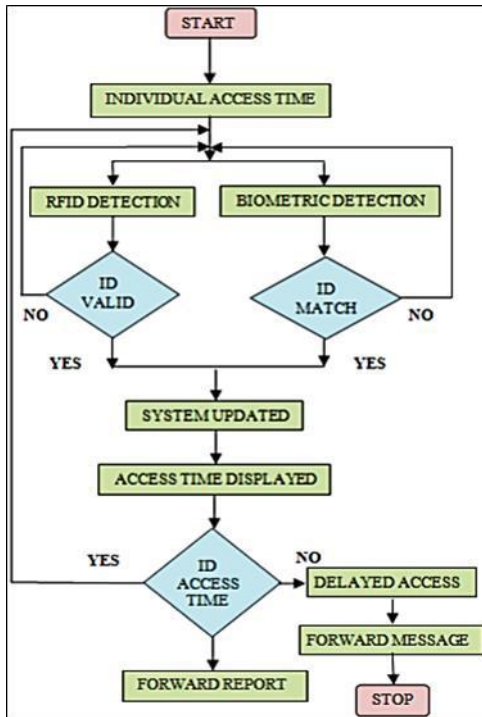 START
INDIVIDUAL ACCESS TIME
RFID DETECTION
BIOMETRIC DETECTION
ID
VALID
ID
MATCH
NO
NO
YES
YES
SYSTEM UPDATED
ACCESS TIME DISPLAYED
YES
ID
ACCESS
TIME
NO
DELAYED ACCESS
FORWARD MESSAGE
FORWARD REPORT
STOP